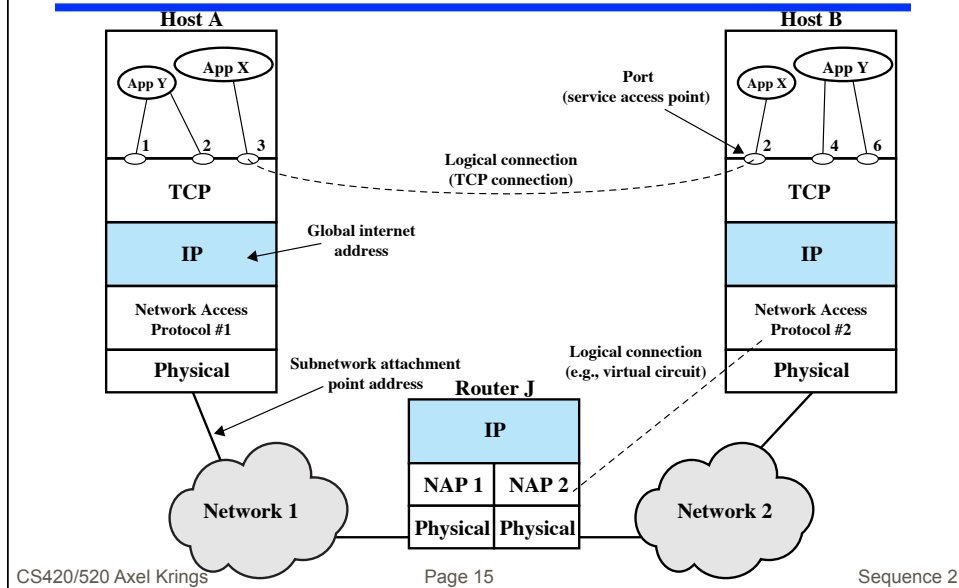 Host A
Host B
App Y
App X
Port
(service access point)
App X
App Y
1
2
3
2
4
6
Logical connection
(TCP connection)
TCP
TCP
Global internet
address
IP
IP
Network Access
Protocol #1
Network Access
Protocol #2
Physical
Subnetwork attachment
point address
Logical connection
(e.g., virtual circuit)
Physical
Router J
IP
NAP 1
NAP 2
Physical
Physical
Network 1
Network 2
CS420/520 Axel Krings
Page 15
Sequence 2